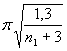 π√(1,3/(n₁ + 3))